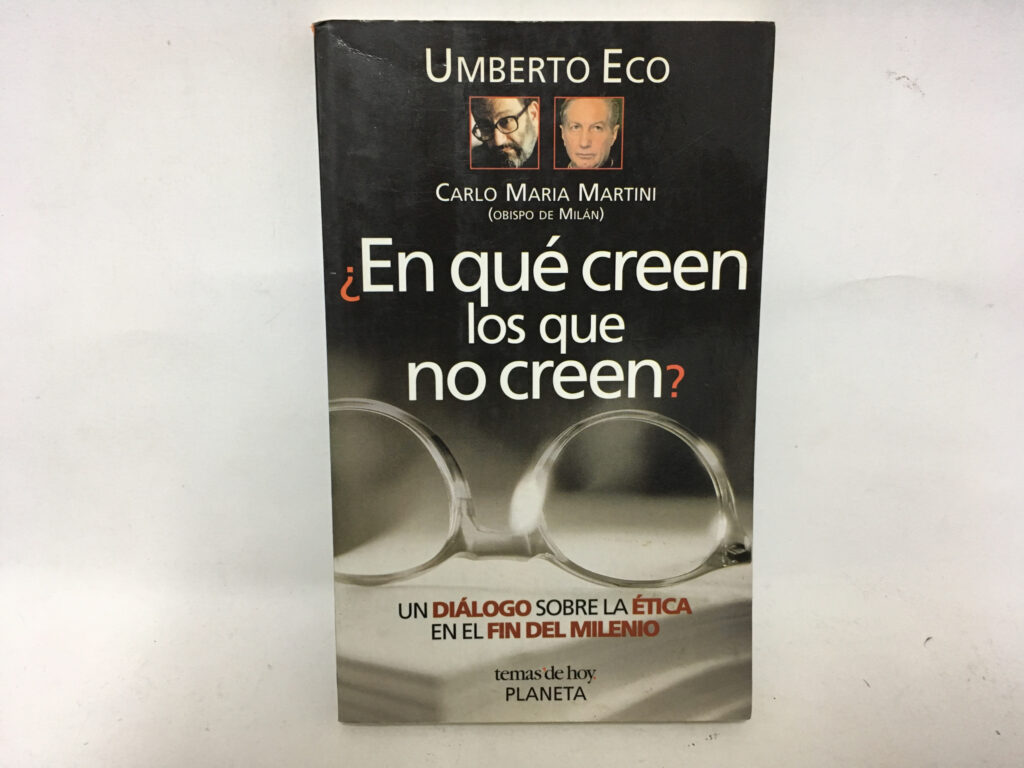 UMBERTO ECO
CARLO MARIA MARTINI
(OBISPO DE MILÁN)
¿En qué creen
los que
no creen?
UN DIÁLOGO SOBRE LA ÉTICA
EN EL FIN DEL MILENIO
temas de hoy.
PLANETA